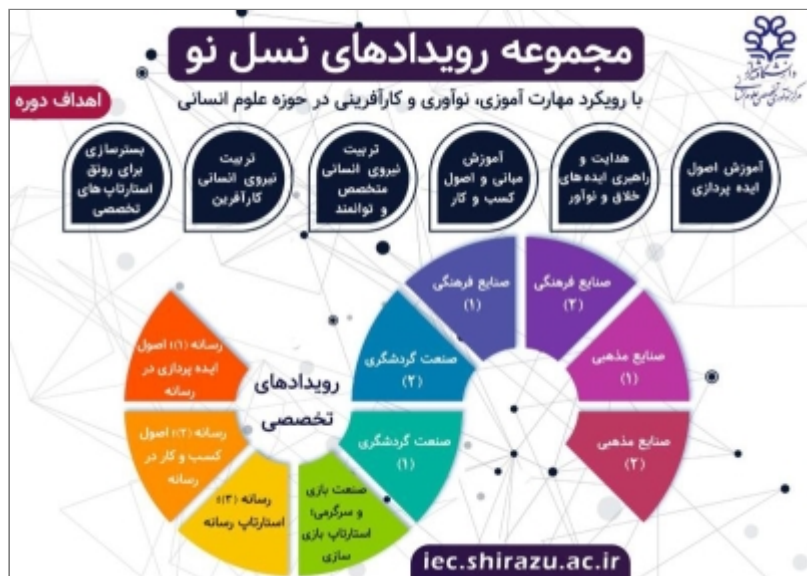 مجموعه رویدادهای نسل نو
با رویکرد مهارت آموزی، نوآوری و کارآفرینی در حوزه علوم انسانی
اهداف دوره
آموزش اصول
ایده پردازی
هدایت و
راهبری ایده‌های
خلاق و نوآور
آموزش
مبانی و اصول
کسب و کار
تربیت
نیروی انسانی
متخصص
و توانمند
تربیت
نیروی انسانی
کارآفرین
بسترسازی
برای رونق
استارتاپ‌های
تخصصی
رویدادهای
تخصصی
رسانه (۱)؛ اصول
ایده پردازی در
رسانه
رسانه (۲)؛ اصول
کسب و کار در
رسانه
رسانه (۳)؛
استارتاپ رسانه
صنعت بازی
و سرگرمی؛
استارتاپ بازی
سازی
صنعت گردشگری
(۱)
صنعت گردشگری
(۲)
صنایع فرهنگی
(۱)
صنایع فرهنگی
(۲)
صنایع مذهبی
(۱)
صنایع مذهبی
(۲)
iec.shirazu.ac.ir